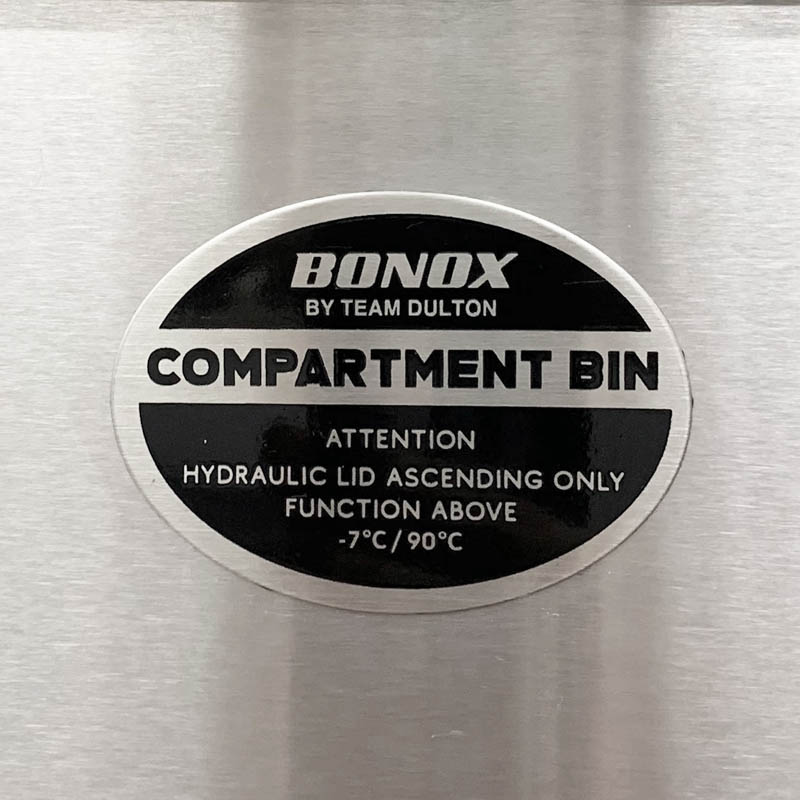 BONOX
BY TEAM DULTON
COMPARTMENT BIN
ATTENTION
HYDRAULIC LID ASCENDING ONLY
FUNCTION ABOVE
-7°C/90°C